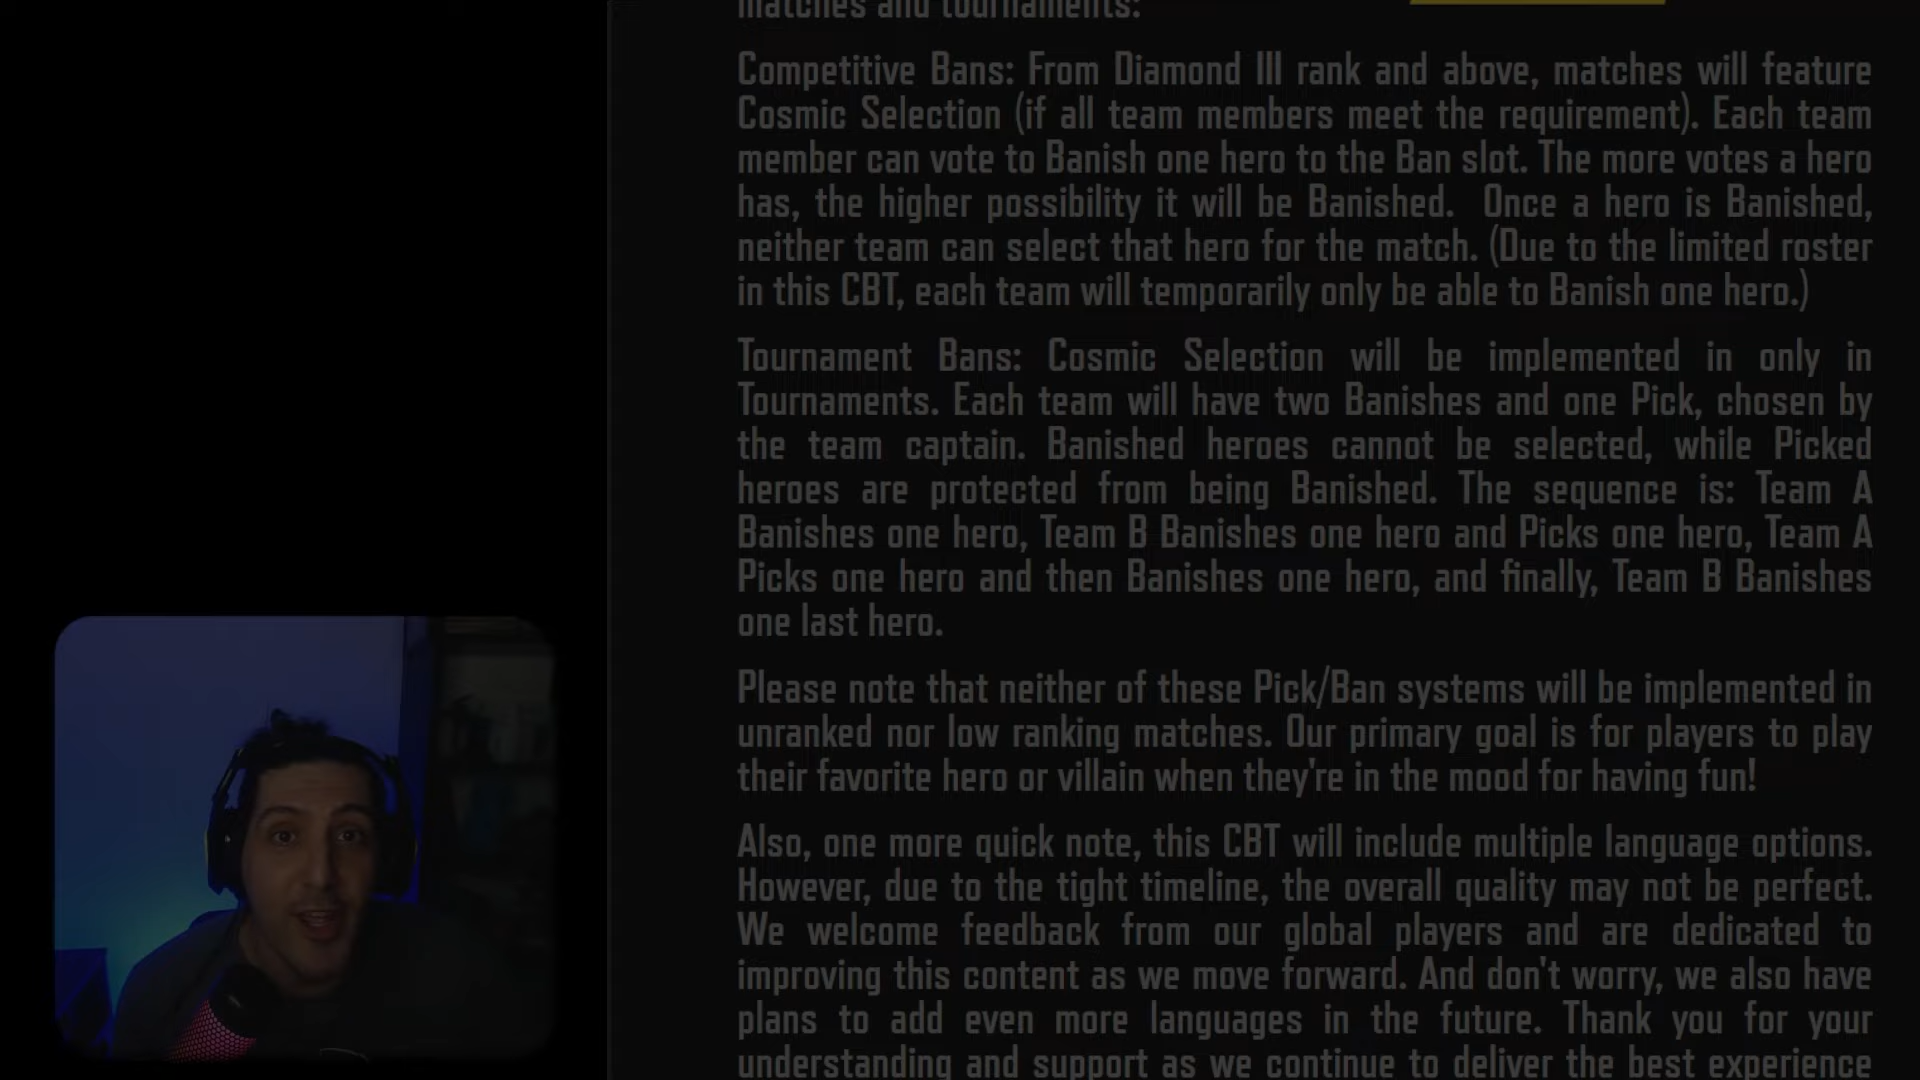 matches and tournaments:
Competitive Bans: From Diamond III rank and above, matches will feature
Cosmic Selection (if all team members meet the requirement). Each team
member can vote to Banish one hero to the Ban slot. The more votes a hero
has, the higher possibility it will be Banished. Once a hero is Banished,
neither team can select that hero for the match. (Due to the limited roster
in this CBT, each team will temporarily only be able to Banish one hero.)
Tournament Bans: Cosmic Selection will be implemented in only in
Tournaments. Each team will have two Banishes and one Pick, chosen by
the team captain. Banished heroes cannot be selected, while Picked
heroes are protected from being Banished. The sequence is: Team A
Banishes one hero, Team B Banishes one hero and Picks one hero, Team A
Picks one hero and then Banishes one hero, and finally, Team B Banishes
one last hero.
Please note that neither of these Pick/Ban systems will be implemented in
unranked nor low ranking matches. Our primary goal is for players to play
their favorite hero or villain when they're in the mood for having fun!
Also, one more quick note, this CBT will include multiple language options.
However, due to the tight timeline, the overall quality may not be perfect.
We welcome feedback from our global players and are dedicated to
improving this content as we move forward. And don't worry, we also have
plans to add even more languages in the future. Thank you for your
understanding and support as we continue to deliver the best experience